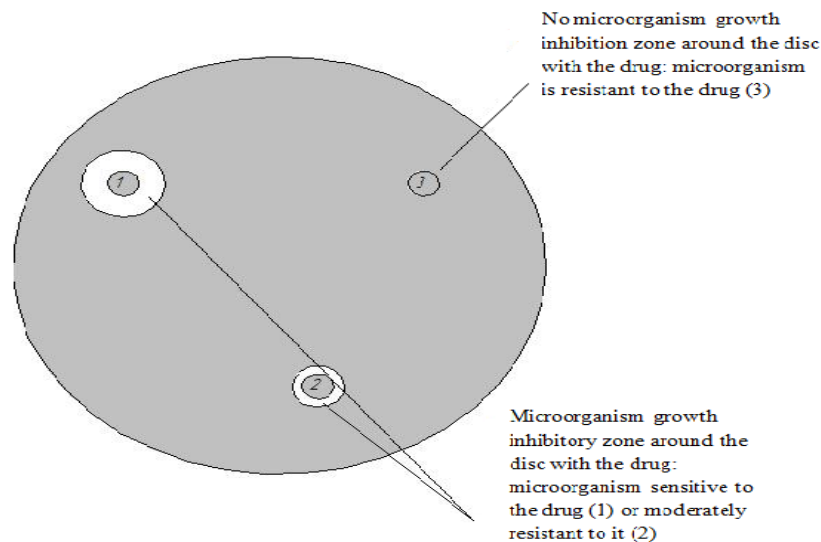 No microorganism growth
inhibition zone around the disc
with the drug: microorganism
is resistant to the drug (3)
1
3
2
Microorganism growth
inhibitory zone around the
disc with the drug:
microorganism sensitive to
the drug (1) or moderately
resistant to it (2)